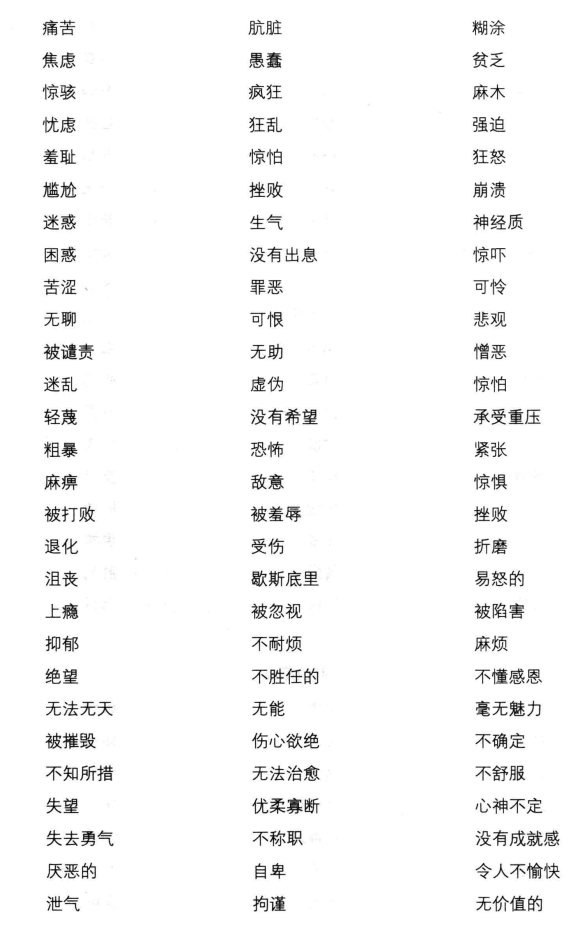 痛苦 肮脏 糊涂
焦虑 愚蠢 贫乏
惊骇 疯狂 麻木
忧虑 狂乱 强迫
羞耻 惊怕 狂怒
尴尬 挫败 崩溃
迷惑 生气 神经质
困惑 没有出息 惊吓
苦涩 罪恶 可怜
无聊 可恨 悲观
被谴责 无助 憎恶
迷乱 虚伪 惊怕
轻蔑 没有希望 承受重压
粗暴 恐怖 紧张
麻痹 敌意 惊惧
被打败 被羞辱 挫败
退化 受伤 折磨
沮丧 歇斯底里 易怒的
上瘾 被忽视 被陷害
抑郁 不耐烦 麻烦
绝望 不胜任的 不懂感恩
无法无天 无能 毫无魅力
被摧毁 伤心欲绝 不确定
不知所措 无法治愈 不舒服
失望 优柔寡断 心神不定
失去勇气 不称职 没有成就感
厌恶的 自卑 令人不愉快
泄气 拘谨 无价值的